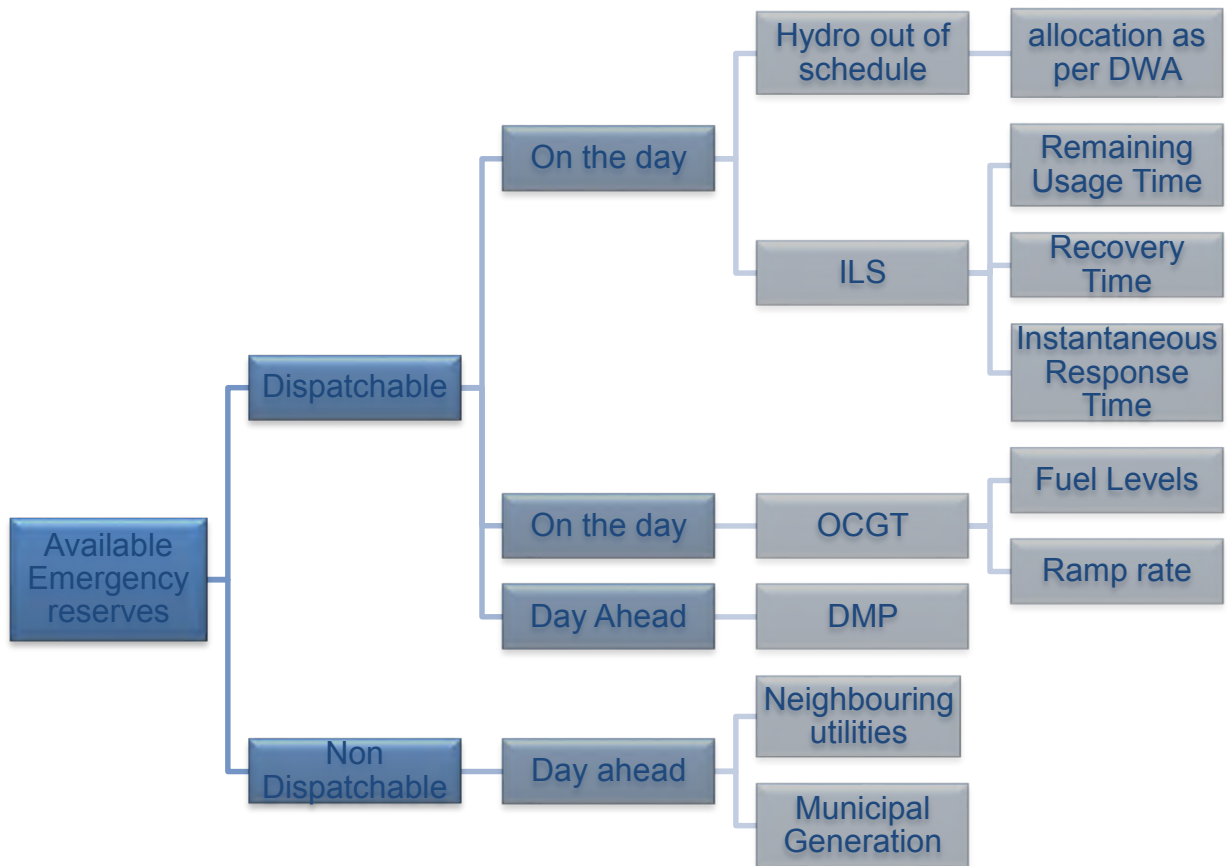 Hydro out of
schedule
allocation as
per DWA
On the day
Remaining
Usage Time
ILS
Recovery
Time
Instantaneous
Response
Time
Dispatchable
Fuel Levels
On the day
OCGT
Ramp rate
Available
Emergency
reserves
Day Ahead
DMP
Neighbouring
utilities
Non
Dispatchable
Day ahead
Municipal
Generation